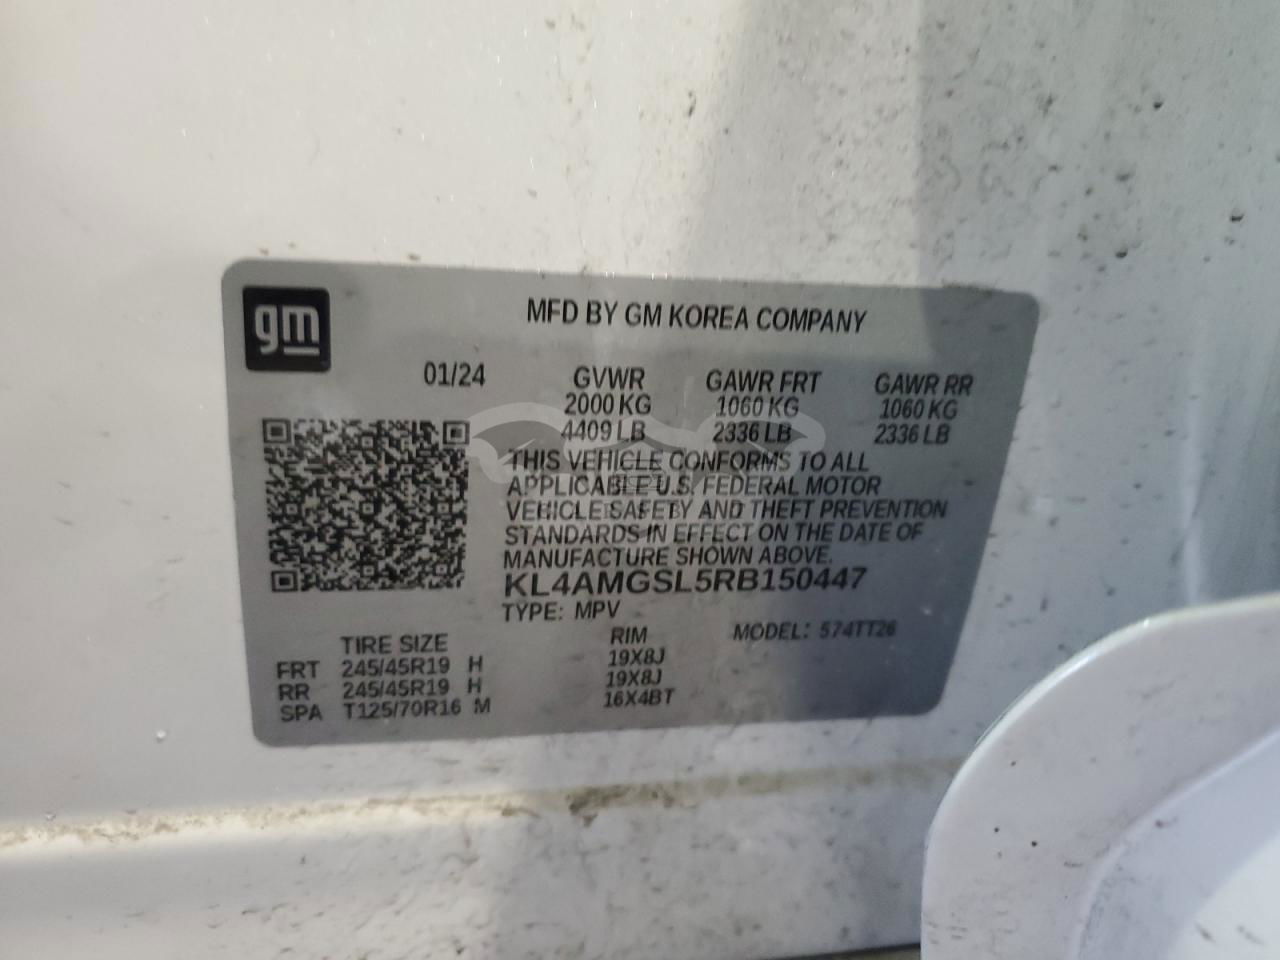 gm
MFD BY GM KOREA COMPANY
01/24 GVWR GAWR FRT GAWR RR
2000 KG 1060 KG 1060 KG
4409 LB 2336 LB 2336 LB
THIS VEHICLE CONFORMS TO ALL
APPLICABLE U.S. FEDERAL MOTOR
VEHICLE SAFETY AND THEFT PREVENTION
STANDARDS IN EFFECT ON THE DATE OF
MANUFACTURE SHOWN ABOVE.
KL4AMGSL5RB150447
TYPE: MPV
TIRE SIZE RIM MODEL: 574TT26
FRT 245/45R19 H 19X8J
RR 245/45R19 H 19X8J
SPA T125/70R16 M 16X4BT